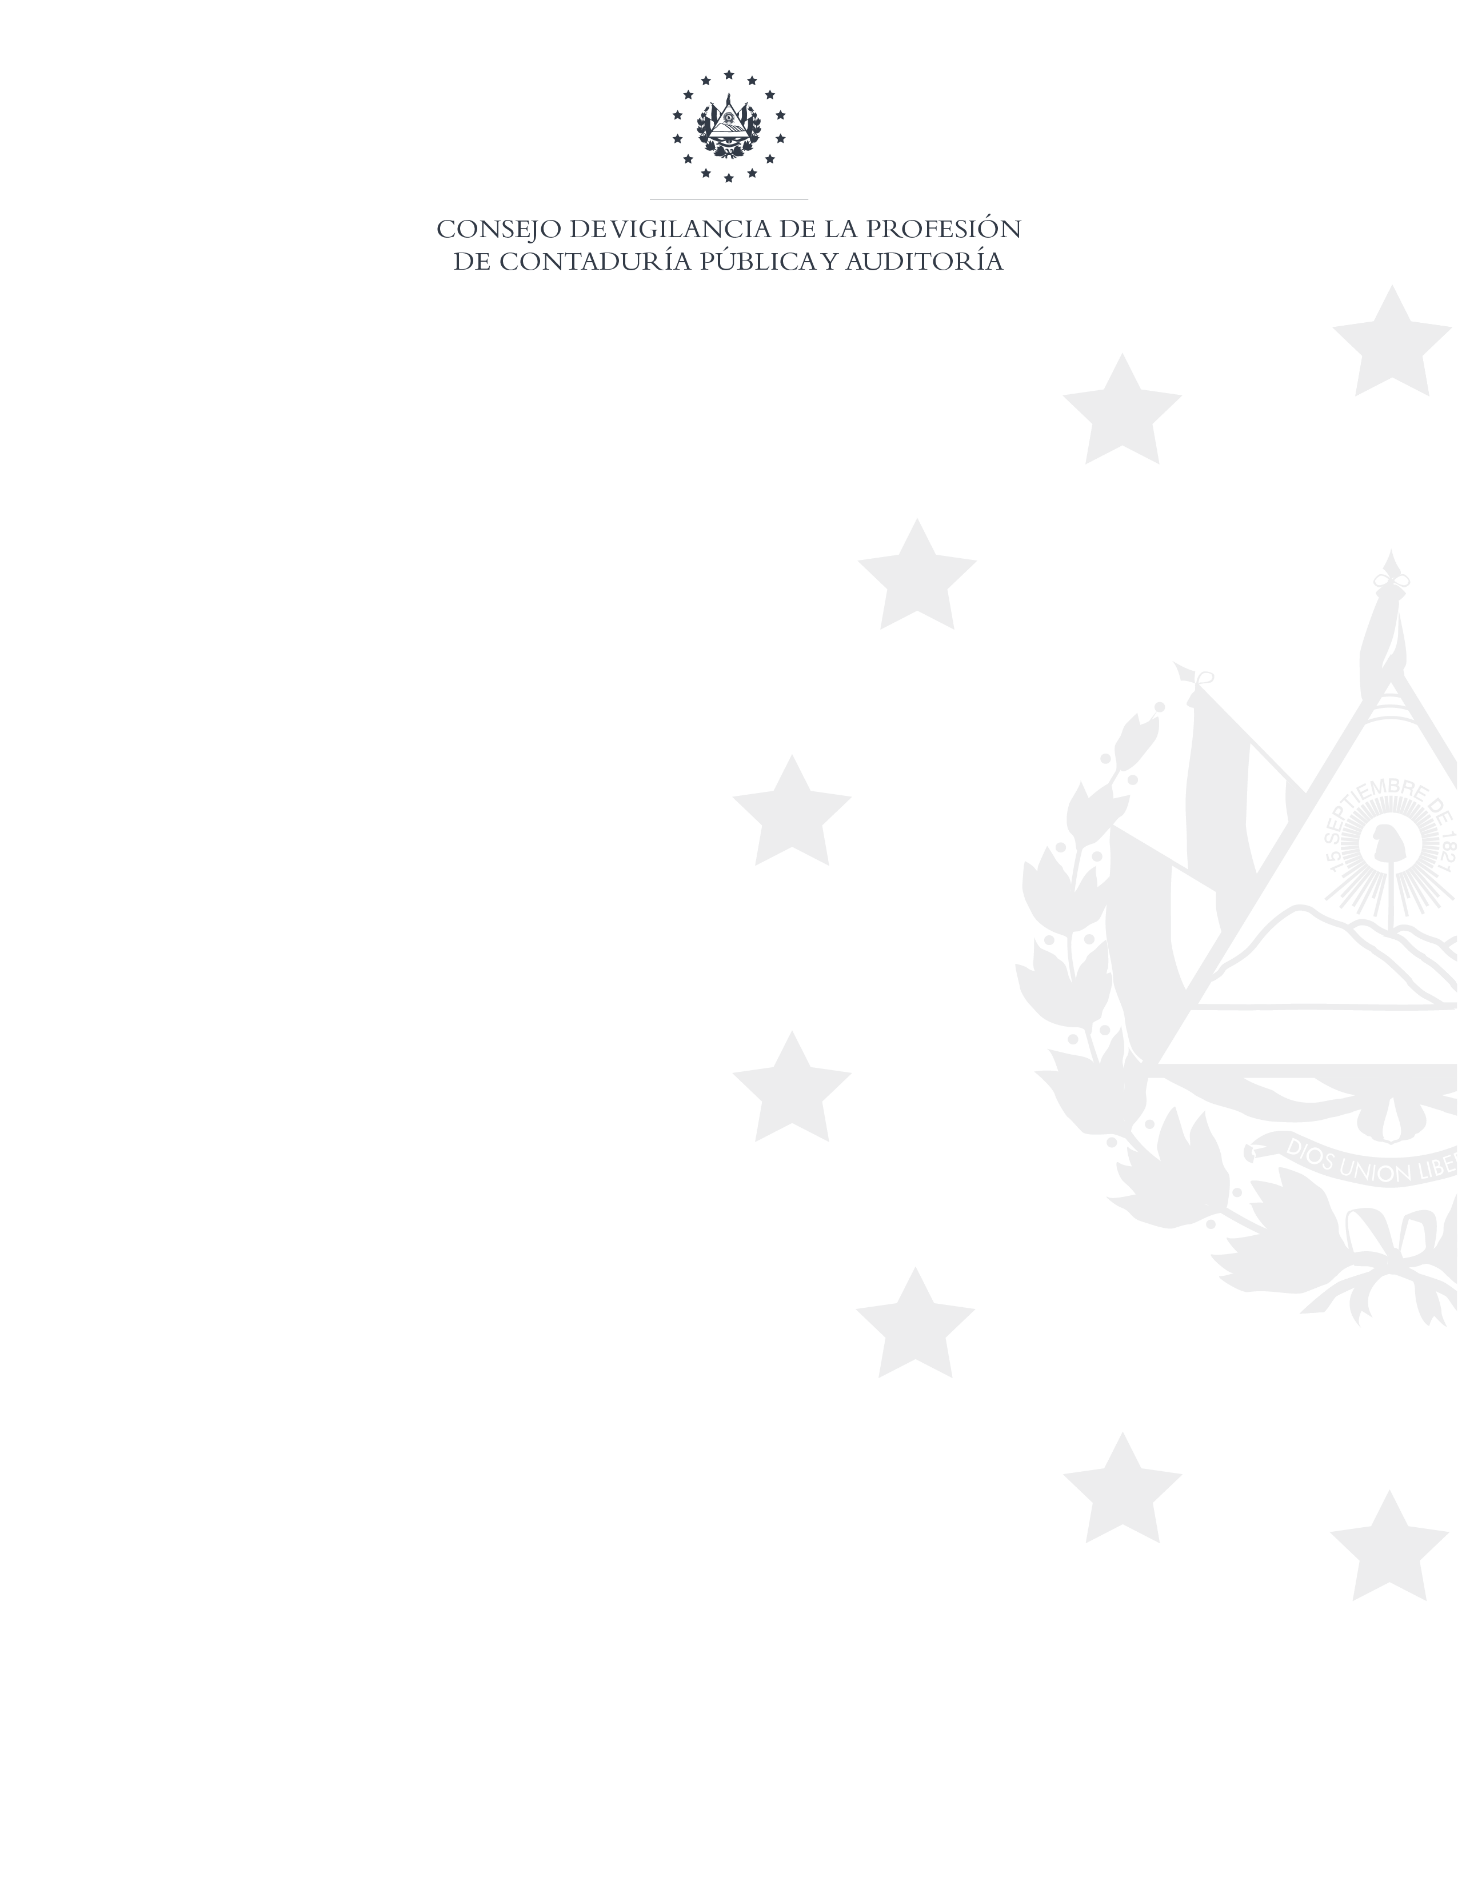 CONSEJO DE VIGILANCIA DE LA PROFESIÓN
DE CONTADURÍA PÚBLICA Y AUDITORÍA
15 SEPTIEMBRE DE 1821
DIOS UNION LIBE